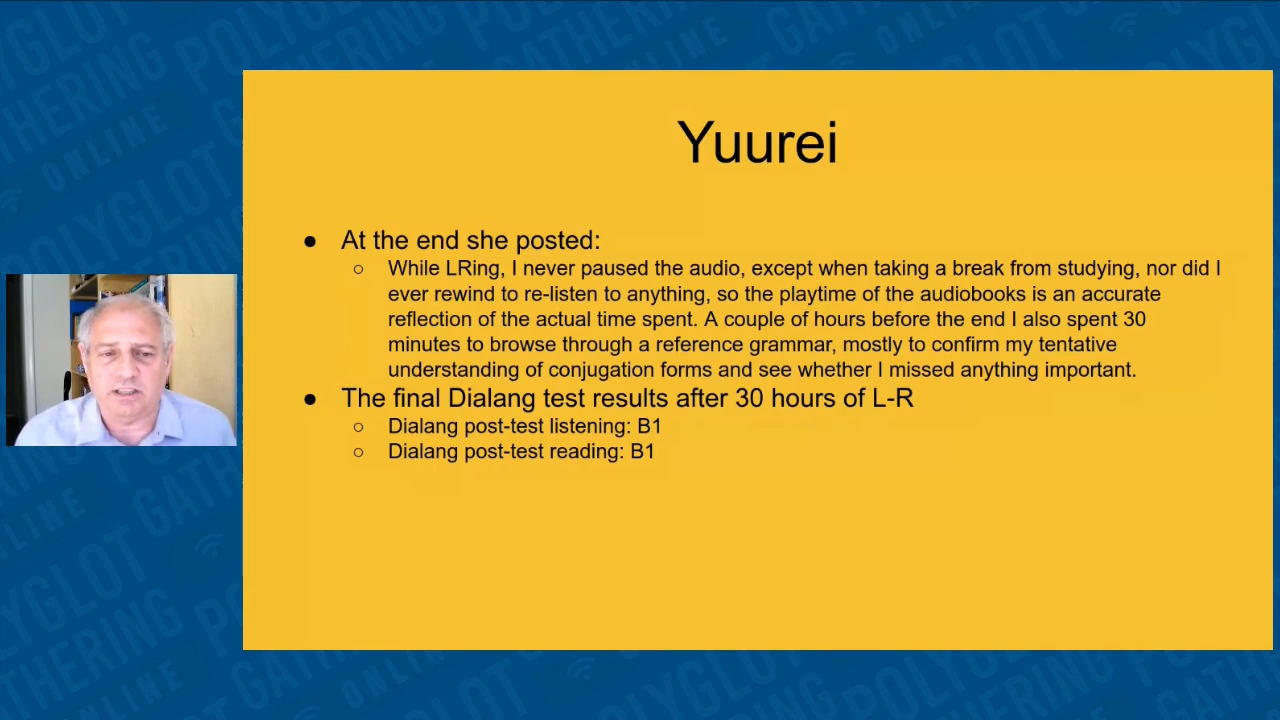 Yuurei
● At the end she posted:
○ While LRing, I never paused the audio, except when taking a break from studying, nor did I
ever rewind to re-listen to anything, so the playtime of the audiobooks is an accurate
reflection of the actual time spent. A couple of hours before the end I also spent 30
minutes to browse through a reference grammar, mostly to confirm my tentative
understanding of conjugation forms and see whether I missed anything important.
● The final Dialang test results after 30 hours of L-R
○ Dialang post-test listening: B1
○ Dialang post-test reading: B1
POLYGLOT
GATHERING
ONLINE